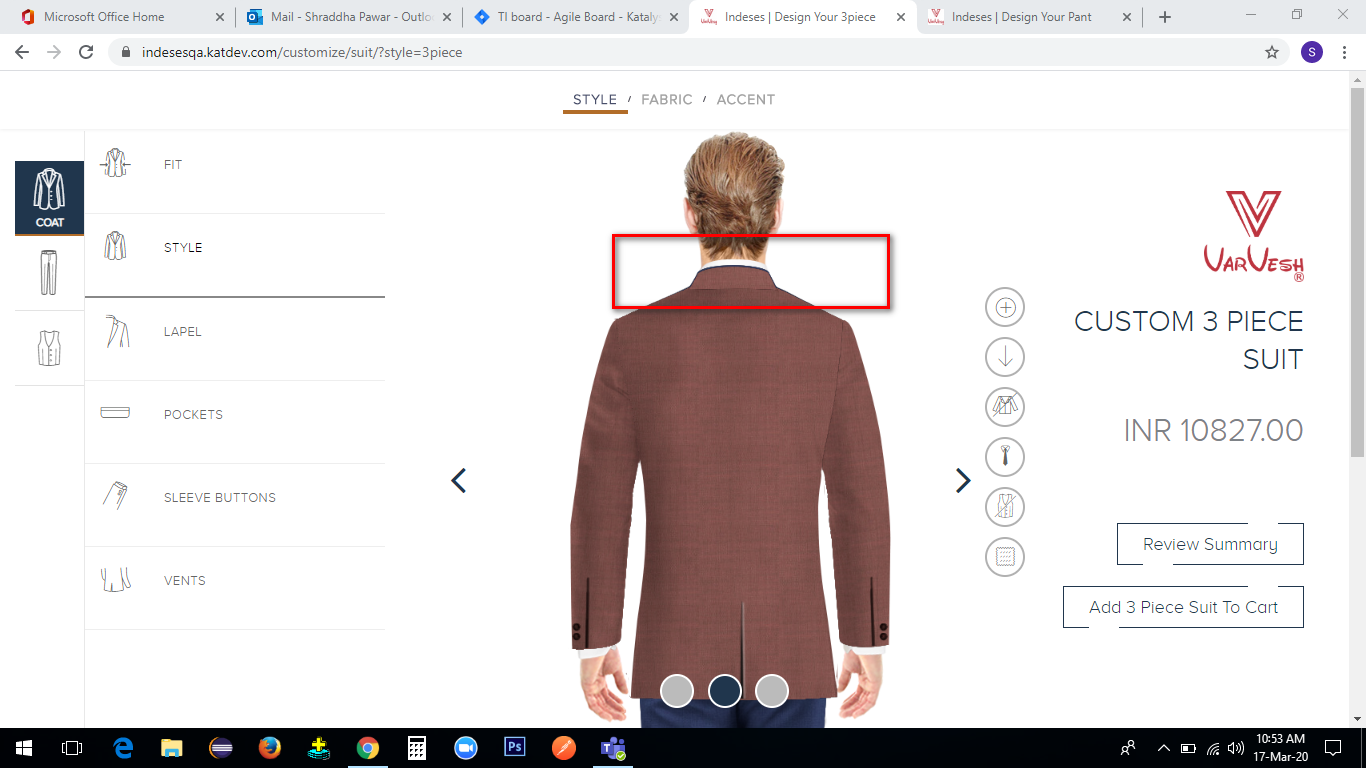 Microsoft Office Home
Mail - Shraddha Pawar - Outlo
TI board - Agile Board - Katalys
Indeses | Design Your 3piece
Indeses | Design Your Pant
indesesqa.katdev.com/customize/suit/?style=3piece
S
STYLE / FABRIC / ACCENT
COAT
FIT
STYLE
LAPEL
POCKETS
SLEEVE BUTTONS
VENTS
VARVESH®
CUSTOM 3 PIECE
SUIT
INR 10827.00
Review Summary
Add 3 Piece Suit To Cart
Ps
10:53 AM
17-Mar-20